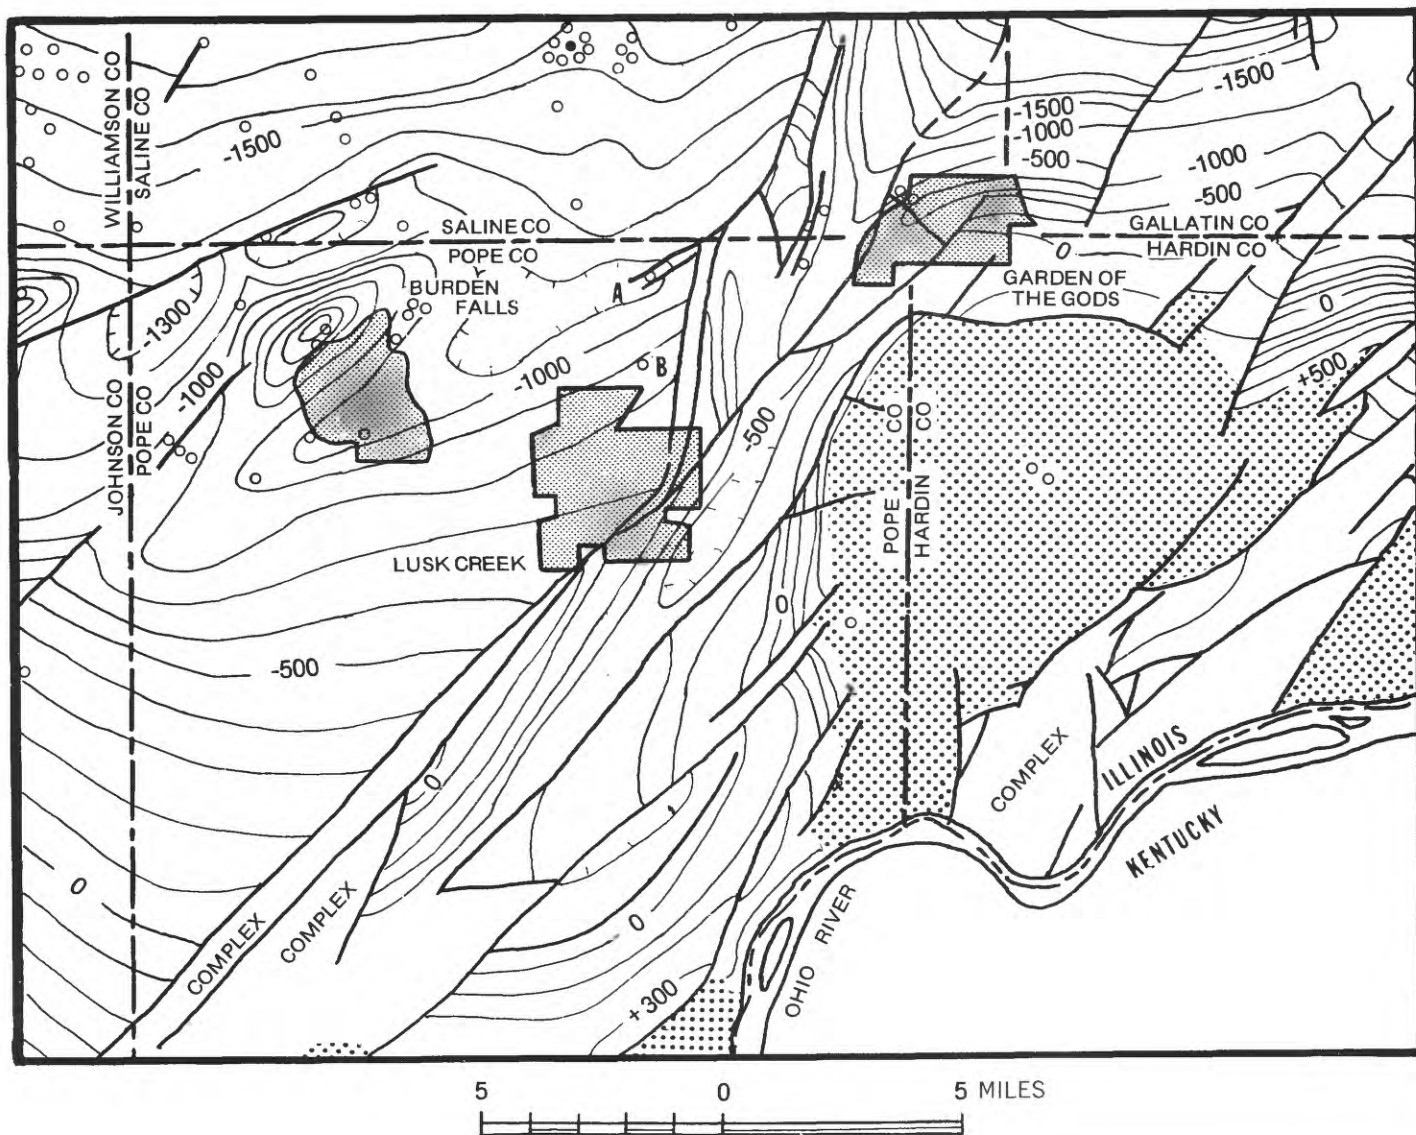 WILLIAMSON CO
SALINE CO
-1500
-1500
-1000
-500
-1500
-1000
-500
SALINE CO
POPE CO
GALLATIN CO
HARDIN CO
0
GARDEN OF
THE GODS
0
+500
BURDEN
FALLS
A
B
-1300
-1000
-1000
-500
JOHNSON CO
POPE CO
POPE CO
HARDIN CO
LUSK CREEK
0
-500
0
0
COMPLEX
COMPLEX
COMPLEX
ILLINOIS
KENTUCKY
0
+300
OHIO RIVER
5 0 5 MILES